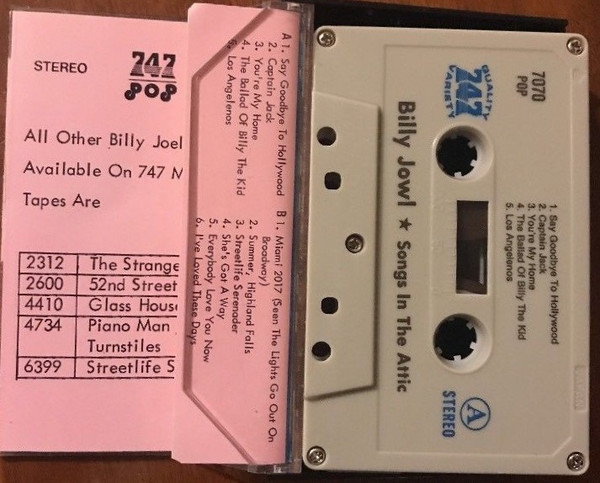 STEREO
747
POP
All Other Billy Joel
Available On 747 M
Tapes Are
2312 The Strange
2600 52nd Street
4410 Glass Hous
4734 Piano Man
Turnstiles
6399 Streetlife S
A 1. Say Goodbye To Hollywood
2. Captain Jack
3. You're My Home
4. The Ballad Of Billy The Kid
5. Los Angelenos
B 1. Miami 2017 (Seen The Lights Go Out On
Broadway)
2. Summer, Highland Falls
3. Streetlife Serenader
4. She's Got A Way
5. Everybody Love You Now
6. I've Loved These Days
7070
POP
QUALITY
747
VARIETY
Billy Jowl ★ Songs In The Attic
1. Say Goodbye To Hollywood
2. Captain Jack
3. You're My Home
4. The Ballad Of Billy The Kid
5. Los Angelenos
A
STEREO